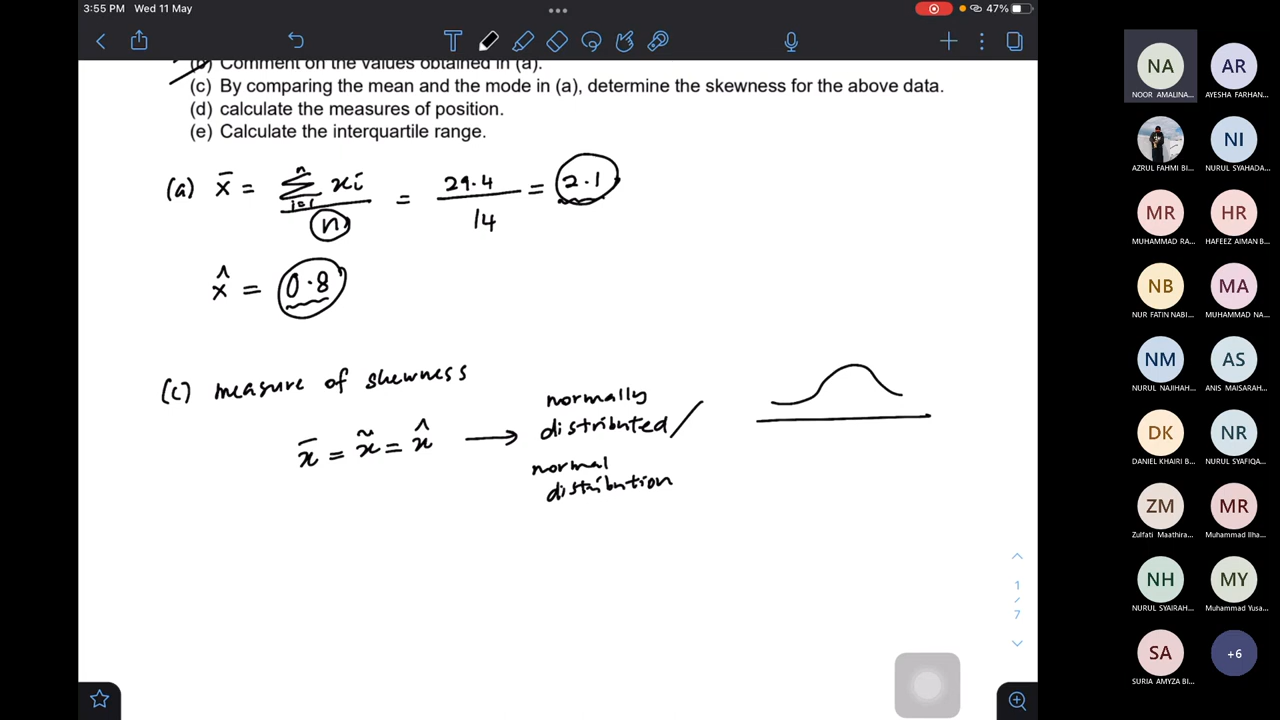 3:55 PM Wed 11 May
47%
(b) Comment on the values obtained in (a).
(c) By comparing the mean and the mode in (a), determine the skewness for the above data.
(d) calculate the measures of position.
(e) Calculate the interquartile range.
(a) x̄ = Σⁿᵢ₌₁ xi / n = 29.4 / 14 = 2.1
x̂ = 0.8
(c) measure of skewness
x̄ = x̃ = x̂ → normally distributed /
normal distribution
1 / 7
NA
NOOR AMALINA...
AR
AYESHA FARHAN...
AZRUL FAHMI BI...
NI
NURUL SYAHADA...
MR
MUHAMMAD RA...
HR
HAFEEZ AIMAN B...
NB
NUR FATIN NABI...
MA
MUHAMMAD NA...
NM
NURUL NAJIHAH...
AS
ANIS MAISARAH...
DK
DANIEL KHAIRI B...
NR
NURUL SYAFIQA...
ZM
Zulfati Maathira...
MR
Muhammad Ilha...
NH
NURUL SYAIRAH...
MY
Muhammad Yusa...
SA
SURIA AMYZA BI...
+6